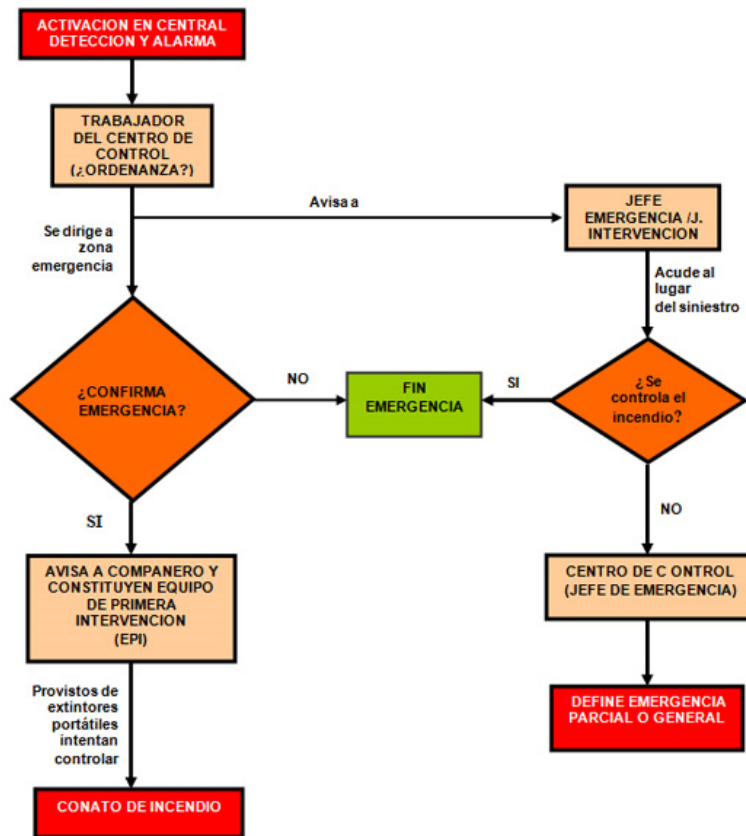 ACTIVACION EN CENTRAL
DETECCION Y ALARMA
TRABAJADOR
DEL CENTRO DE
CONTROL
(¿ORDENANZA?)
Avisa a
JEFE
EMERGENCIA /J.
INTERVENCION
Se dirige a
zona
emergencia
Acude al
lugar
del siniestro
¿CONFIRMA
EMERGENCIA?
NO
FIN
EMERGENCIA
SI
¿Se
controla el
incendio?
SI
NO
AVISA A COMPANERO Y
CONSTITUYEN EQUIPO
DE PRIMERA
INTERVENCION
(EPI)
CENTRO DE C ONTROL
(JEFE DE EMERGENCIA)
Provistos de
extintores
portátiles
intentan
controlar
DEFINE EMERGENCIA
PARCIAL O GENERAL
CONATO DE INCENDIO